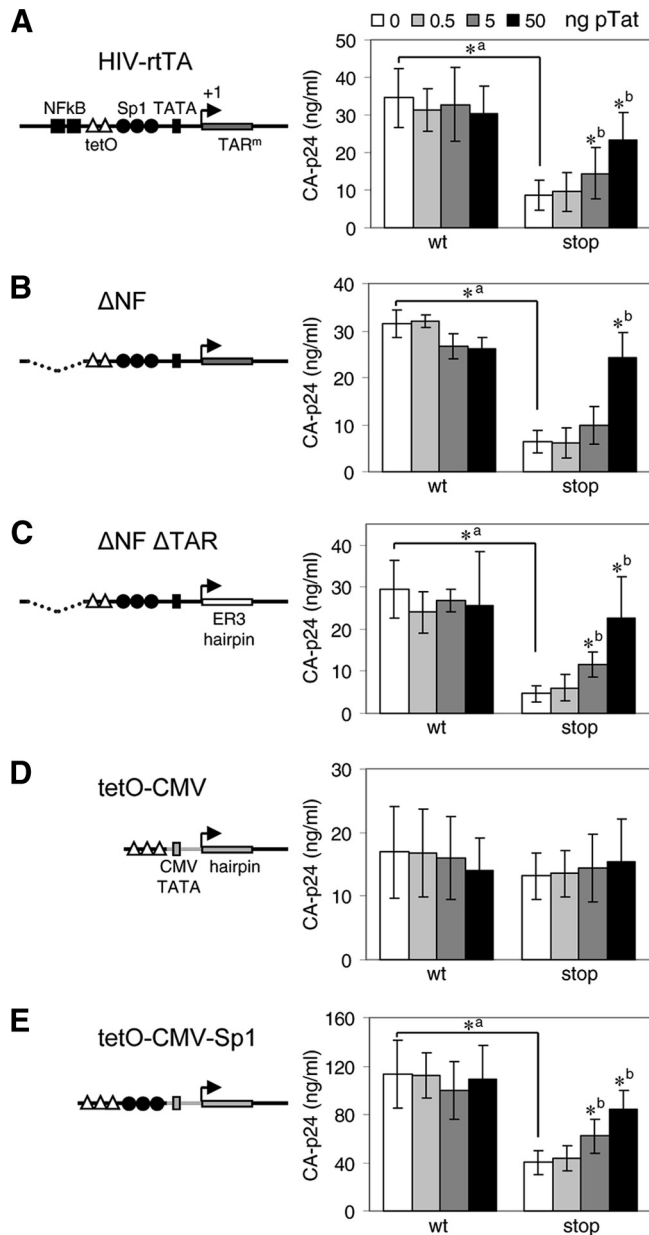 0 0.5 5 50 ng pTat
A
HIV-rtTA
NFkB Sp1 TATA +1
tetO TARᵐ
CA-p24 (ng/ml)
50
40
30
20
10
0
*a
*b
*b
wt stop
B
ΔNF
CA-p24 (ng/ml)
40
30
20
10
0
*a
*b
wt stop
C
ΔNF ΔTAR
ER3
hairpin
CA-p24 (ng/ml)
40
30
20
10
0
*a
*b
*b
wt stop
D
tetO-CMV
CMV hairpin
TATA
CA-p24 (ng/ml)
30
20
10
0
wt stop
E
tetO-CMV-Sp1
CA-p24 (ng/ml)
160
120
80
40
0
*a
*b
*b
wt stop